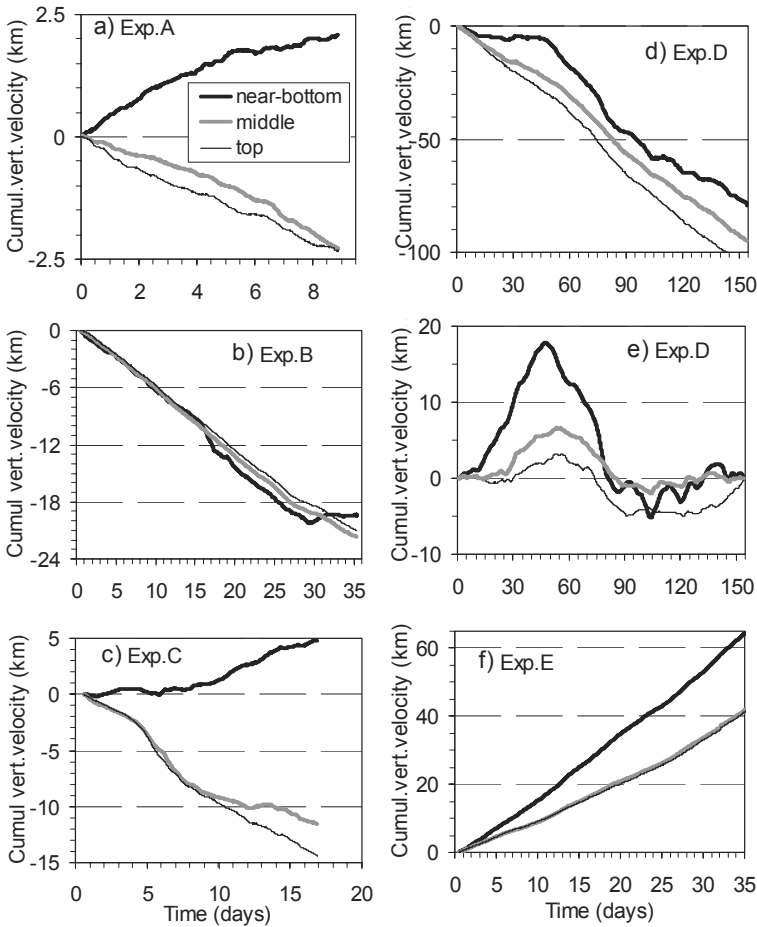 a) Exp.A
Cumul.vert.velocity (km)
2.5
0
-2.5
near-bottom
middle
top
0 2 4 6 8
d) Exp.D
Cumul.vert.velocity (km)
0
-50
-100
0 30 60 90 120 150
b) Exp.B
Cumul vert.velocity (km)
0
-6
-12
-18
-24
0 5 10 15 20 25 30 35
e) Exp.D
Cumul.vert.velocity (km)
20
10
0
-10
0 30 60 90 120 150
c) Exp.C
Cumul vert.velocity (km)
5
0
-5
-10
-15
0 5 10 15 20
Time (days)
f) Exp.E
Cumul.vert.velocity (km)
60
40
20
0
0 5 10 15 20 25 30 35
Time (days)